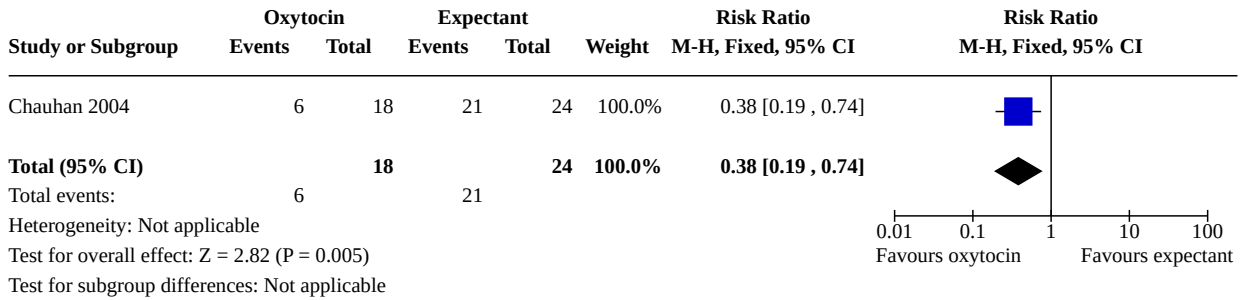 Oxytocin Expectant Risk Ratio Risk Ratio
Study or Subgroup Events Total Events Total Weight M-H, Fixed, 95% CI M-H, Fixed, 95% CI
Chauhan 2004 6 18 21 24 100.0% 0.38 [0.19 , 0.74]
Total (95% CI) 18 24 100.0% 0.38 [0.19 , 0.74]
Total events: 6 21
Heterogeneity: Not applicable
0.01 0.1 1 10 100
Test for overall effect: Z = 2.82 (P = 0.005) Favours oxytocin Favours expectant
Test for subgroup differences: Not applicable